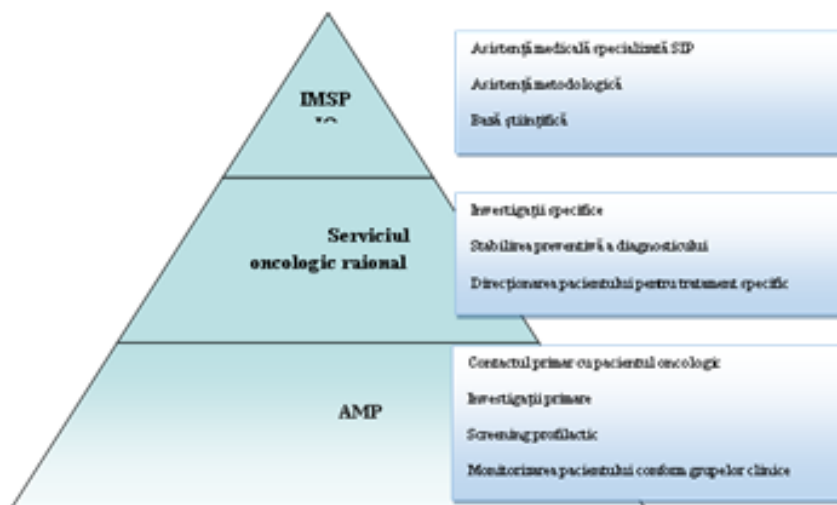 IMSP
Asistență medicală specializată SIP
Asistență metodologică
Bază științifică
Serviciul
oncologic raional
Investigații specifice
Stabilirea preventivă a diagnosticului
Direcționarea pacientului pentru tratament specific
AMP
Contactul primar cu pacientul oncologic
Investigații primare
Screening profilactic
Monitorizarea pacientului conform grupelor clinice